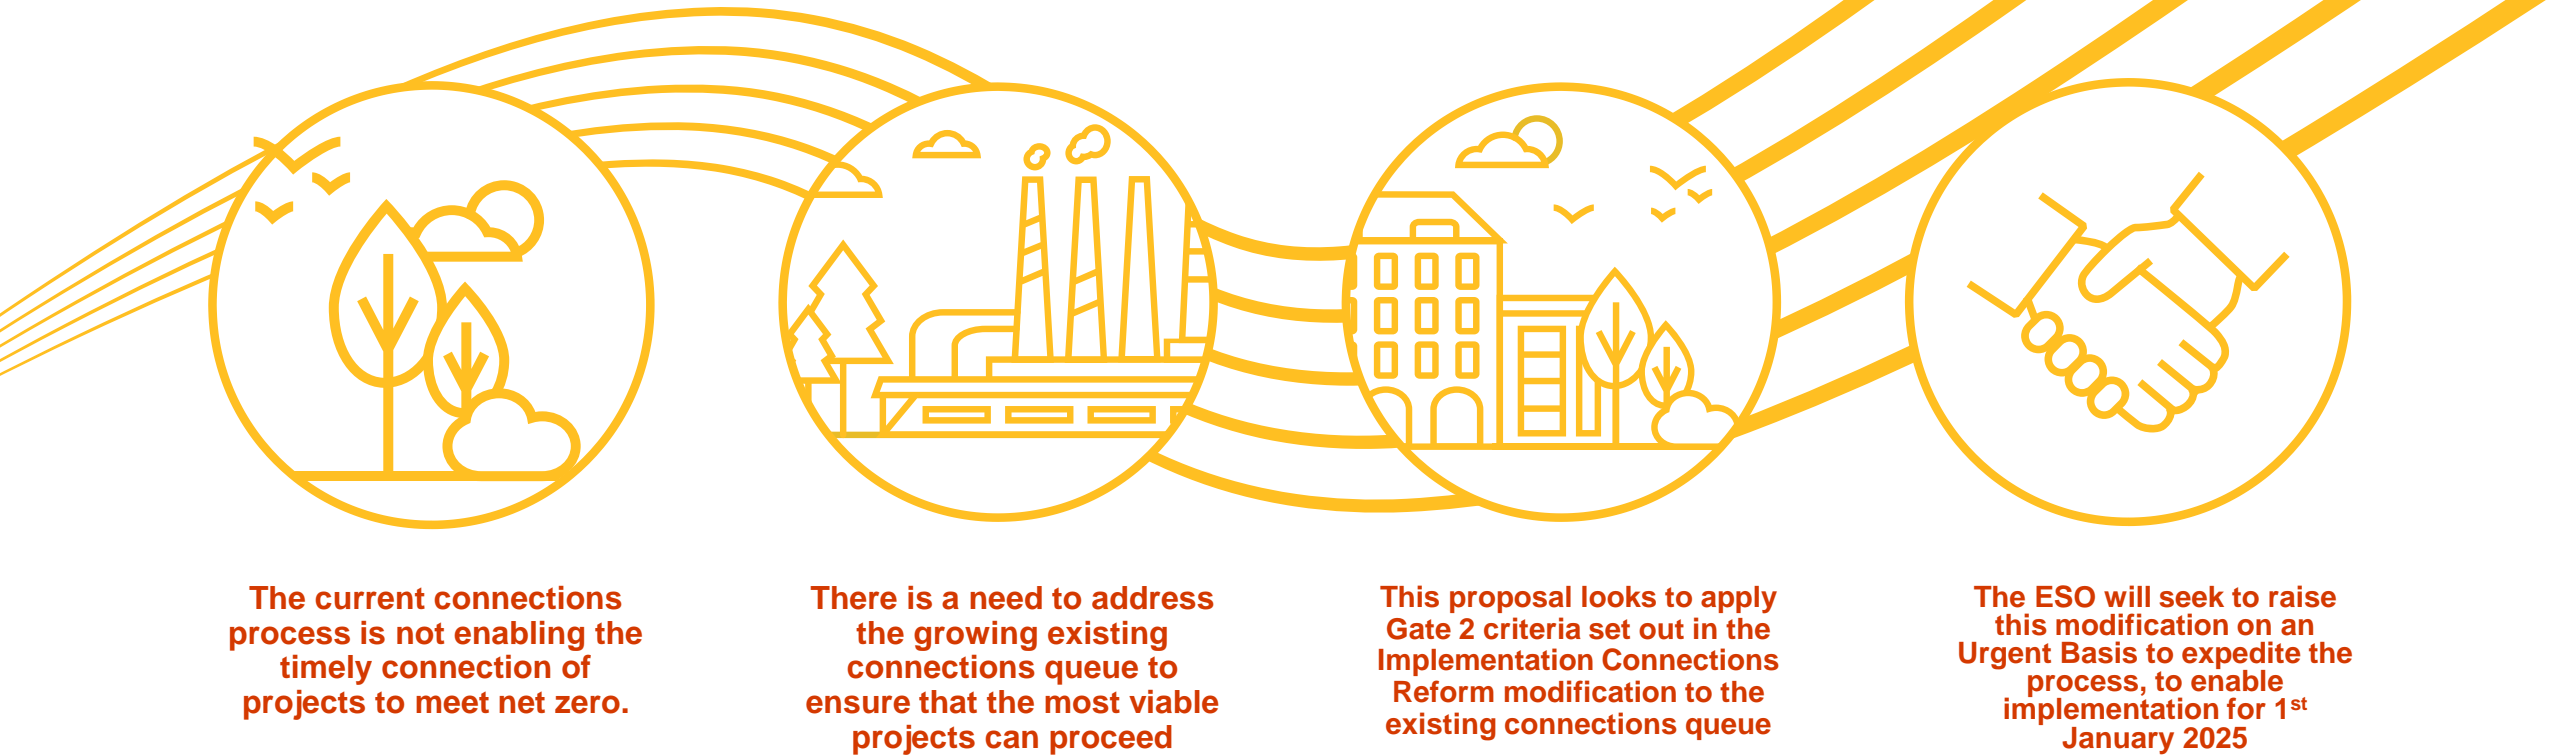 The current connections
process is not enabling the
timely connection of
projects to meet net zero.
There is a need to address
the growing existing
connections queue to
ensure that the most viable
projects can proceed
This proposal looks to apply
Gate 2 criteria set out in the
Implementation Connections
Reform modification to the
existing connections queue
The ESO will seek to raise
this modification on an
Urgent Basis to expedite the
process, to enable
implementation for 1st
January 2025